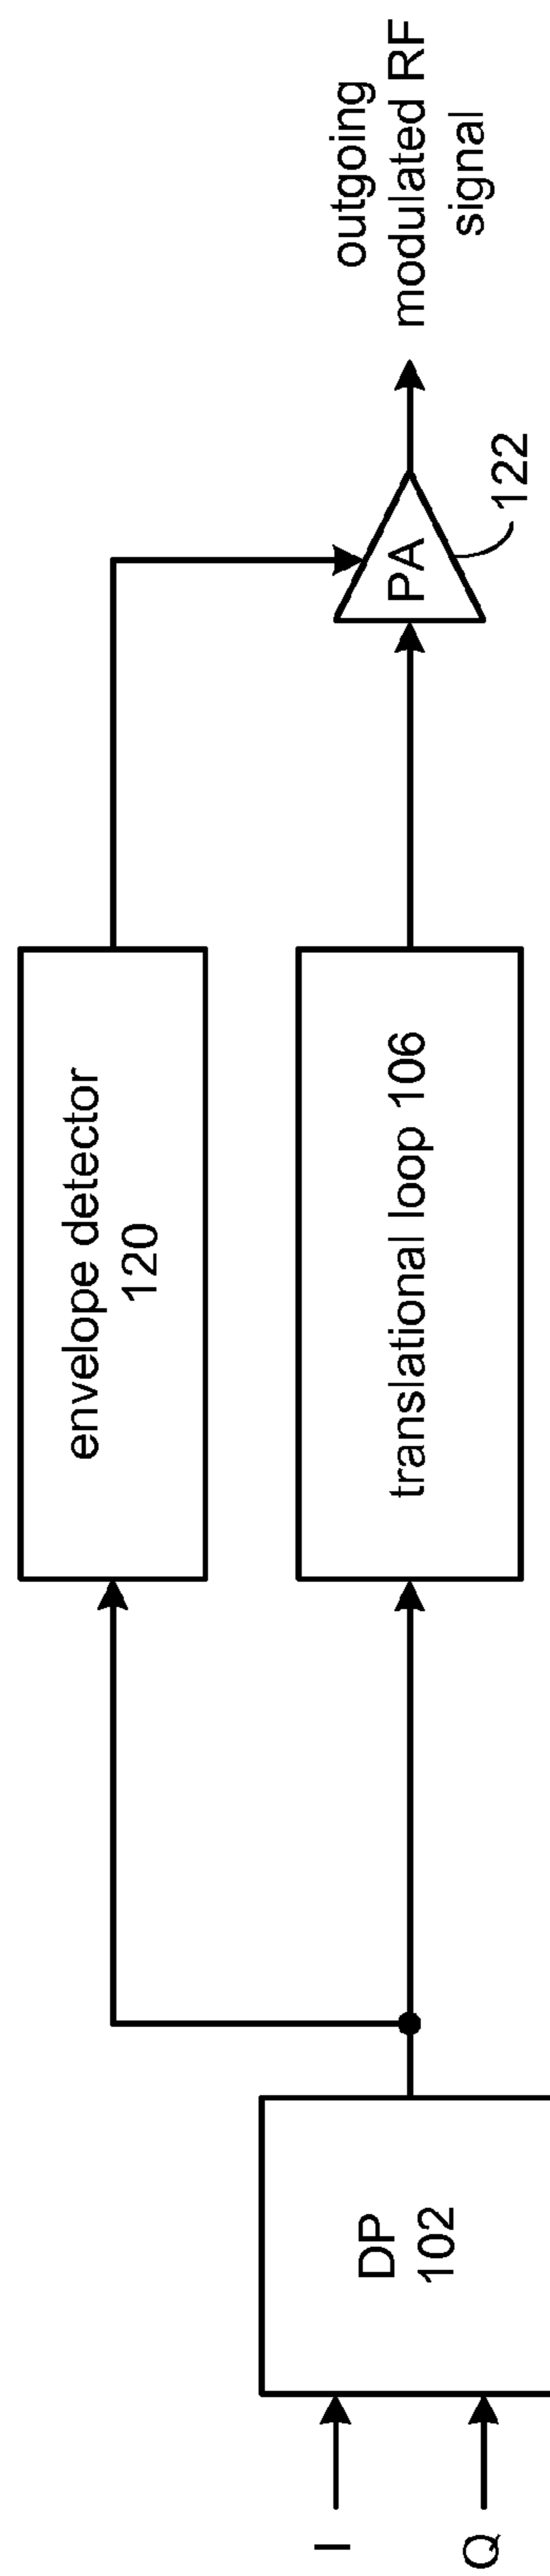 I
Q
DP
102
envelope detector
120
translational loop 106
PA
122
outgoing
modulated RF
signal